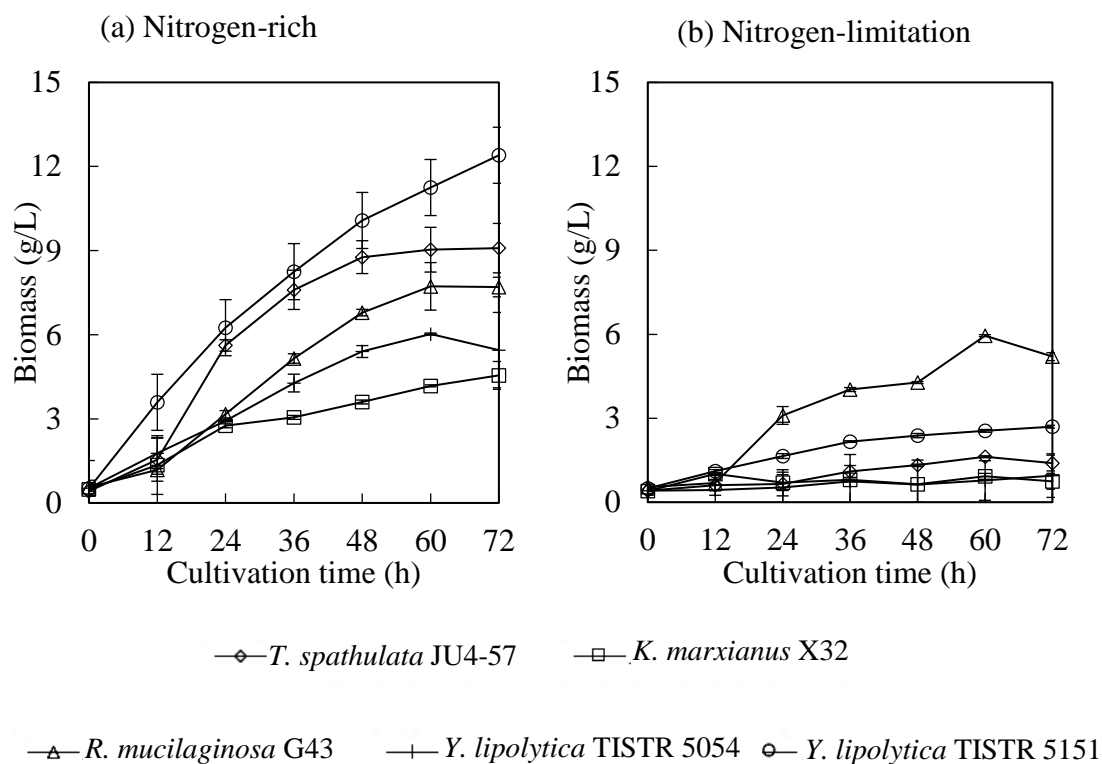 (a) Nitrogen-rich
(b) Nitrogen-limitation
15
12
9
6
3
0
Biomass (g/L)
0 12 24 36 48 60 72
Cultivation time (h)
15
12
9
6
3
0
Biomass (g/L)
0 12 24 36 48 60 72
Cultivation time (h)
T. spathulata JU4-57
K. marxianus X32
R. mucilaginosa G43
Y. lipolytica TISTR 5054
Y. lipolytica TISTR 5151